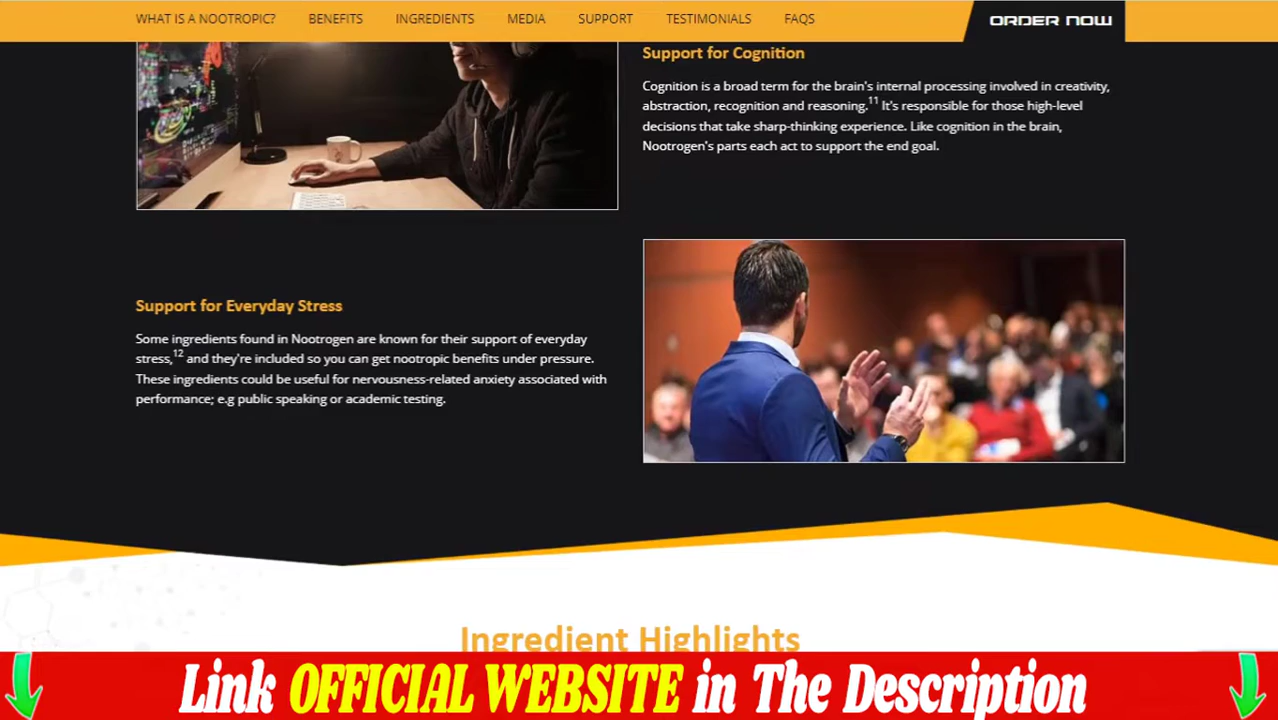 WHAT IS A NOOTROPIC? BENEFITS INGREDIENTS MEDIA SUPPORT TESTIMONIALS FAQS ORDER NOW
Support for Cognition
Cognition is a broad term for the brain's internal processing involved in creativity,
abstraction, recognition and reasoning.11 It's responsible for those high-level
decisions that take sharp-thinking experience. Like cognition in the brain,
Nootrogen's parts each act to support the end goal.
Support for Everyday Stress
Some ingredients found in Nootrogen are known for their support of everyday
stress,12 and they're included so you can get nootropic benefits under pressure.
These ingredients could be useful for nervousness-related anxiety associated with
performance; e.g public speaking or academic testing.
Ingredient Highlights
Link OFFICIAL WEBSITE in The Description